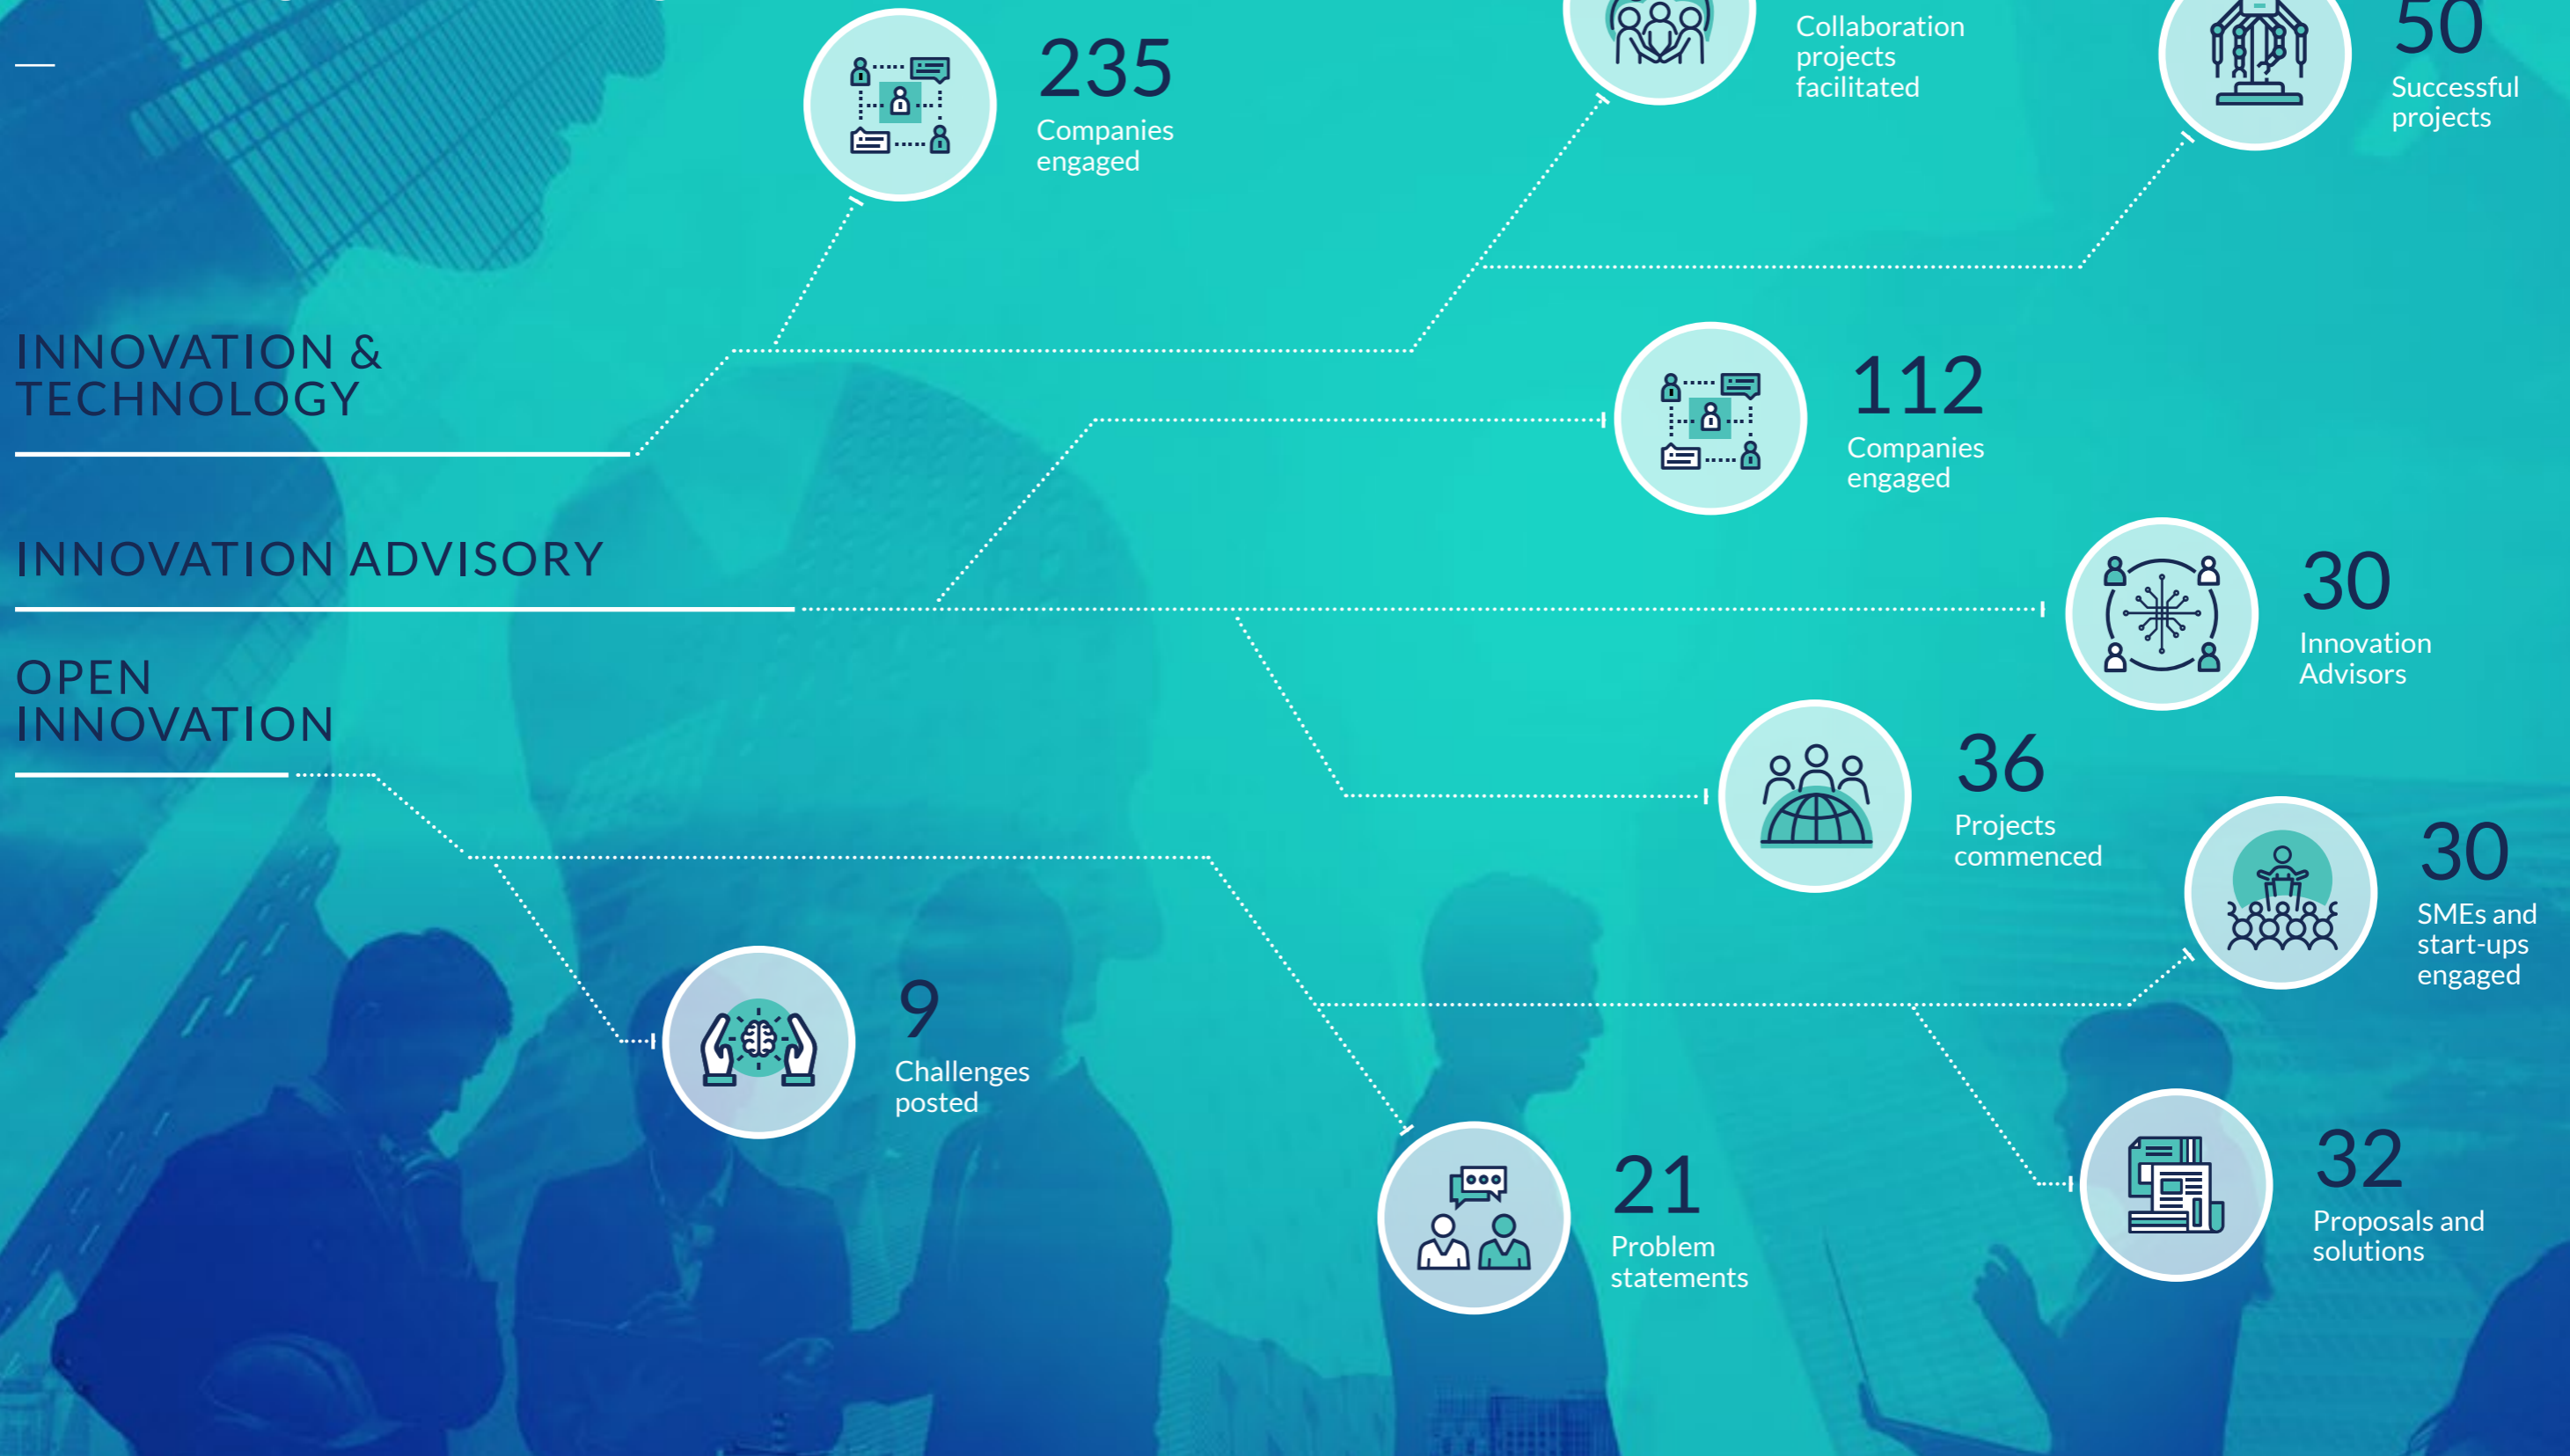 235
Companies
engaged
Collaboration
projects
facilitated
50
Successful
projects
INNOVATION &
TECHNOLOGY
112
Companies
engaged
INNOVATION ADVISORY
30
Innovation
Advisors
36
Projects
commenced
OPEN
INNOVATION
30
SMEs and
start-ups
engaged
9
Challenges
posted
21
Problem
statements
32
Proposals and
solutions